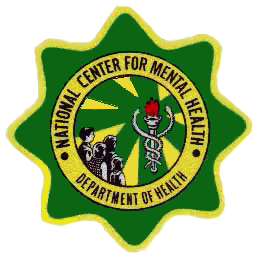 NATIONAL CENTER FOR MENTAL HEALTH
DEPARTMENT OF HEALTH